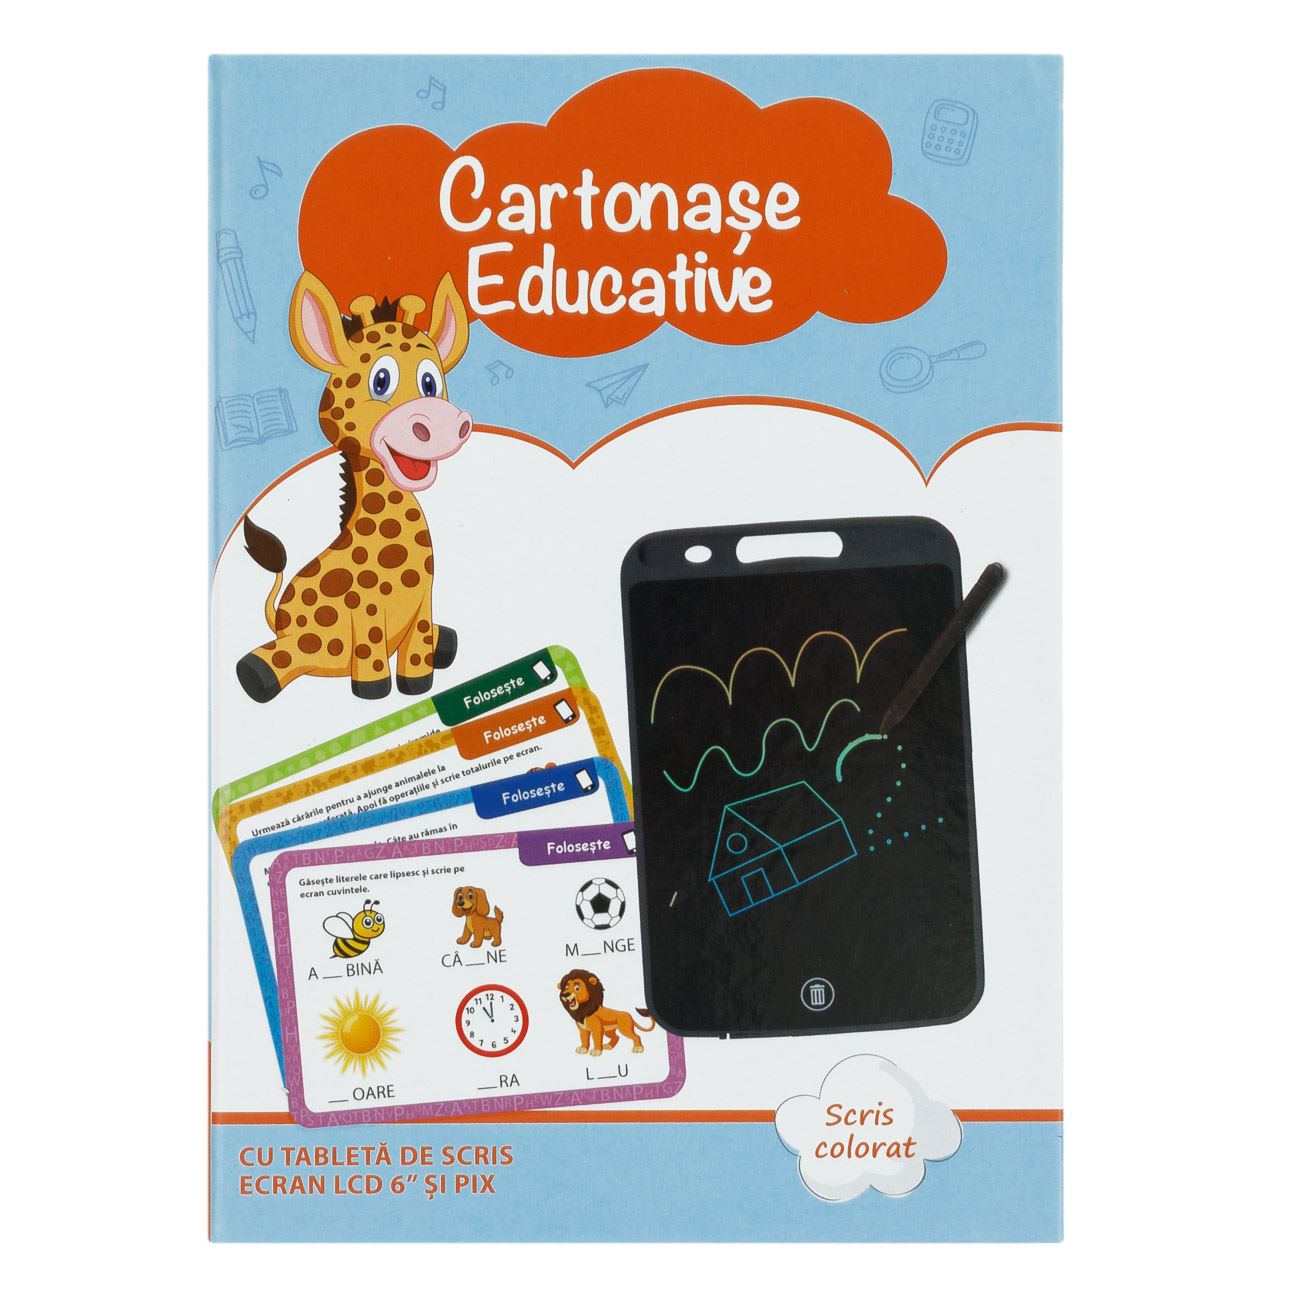 Cartonașe
Educative
Folosește
Folosește
Urmează cărările pentru a ajunge animalele la
Apoi fă operațiile și scrie totalurile pe ecran.
Folosește
Câte au rămas în
Folosește
Găsește literele care lipsesc și scrie pe
ecran cuvintele.
A __ BINĂ
CÂ __ NE
M __ NGE
__ OARE
__ RA
L __ U
Scris
colorat
CU TABLETĂ DE SCRIS
ECRAN LCD 6” ȘI PIX